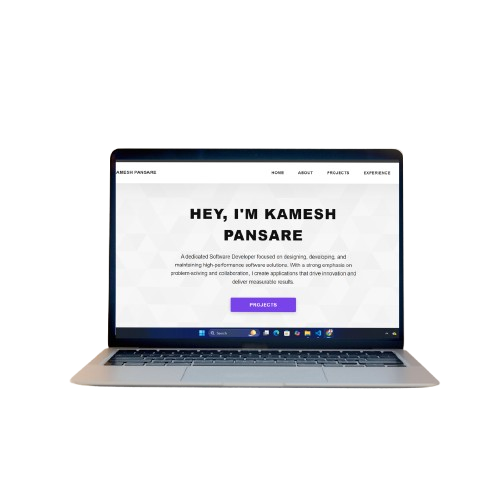 AMESH PANSARE HOME ABOUT PROJECTS EXPERIENCE
HEY, I'M KAMESH
PANSARE
A dedicated Software Developer focused on designing, developing, and
maintaining high-performance software solutions. With a strong emphasis on
problem-solving and collaboration, I create applications that drive innovation and
deliver measurable results.
PROJECTS
Search